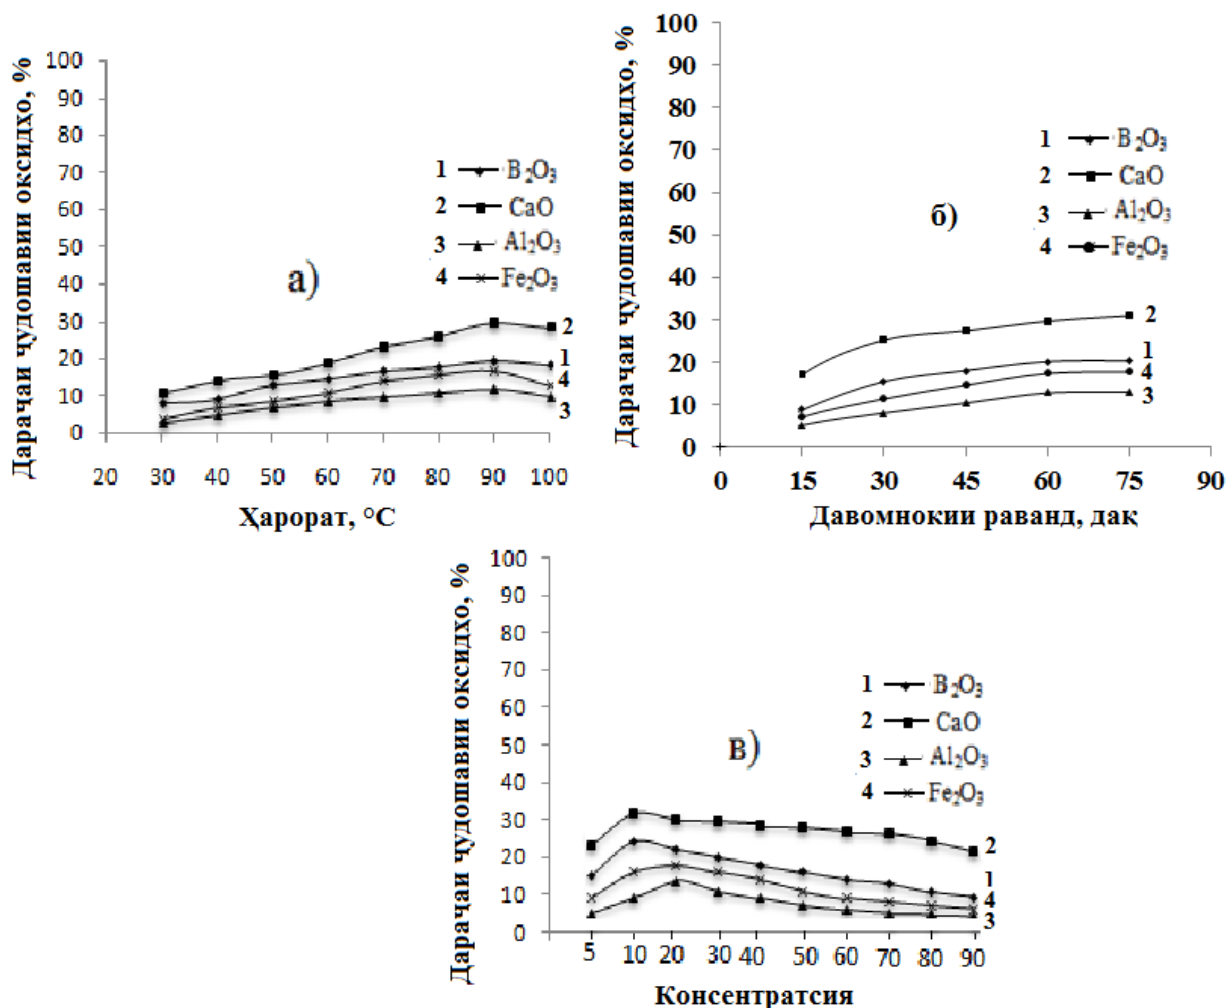 Дараҷаи ҷудошавии оксидҳо, %
100
90
80
70
60
50
40
30
20
10
0
20 30 40 50 60 70 80 90 100
Ҳарорат, °C
а)
1 B₂O₃
2 CaO
3 Al₂O₃
4 Fe₂O₃
2
1
4
3
Дараҷаи ҷудошавии оксидҳо, %
100
90
80
70
60
50
40
30
20
10
0
0 15 30 45 60 75 90
Давомнокии раванд, дақ
б)
1 B₂O₃
2 CaO
3 Al₂O₃
4 Fe₂O₃
2
1
4
3
Дараҷаи ҷудошавии оксидҳо, %
100
90
80
70
60
50
40
30
20
10
0
5 10 20 30 40 50 60 70 80 90
Консентратсия
в)
1 B₂O₃
2 CaO
3 Al₂O₃
4 Fe₂O₃
2
1
4
3